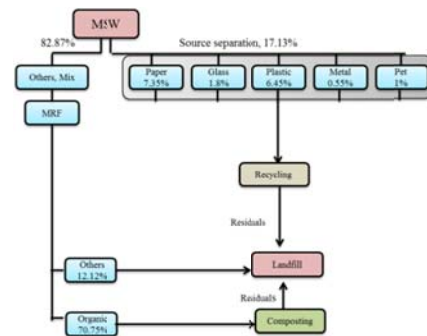 MSW
82.87%
Source separation, 17.13%
Others, Mix
Paper
7.35%
Glass
1.8%
Plastic
6.45%
Metal
0.55%
Pet
1%
MRF
Recycling
Residuals
Others
12.12%
Landfill
Residuals
Organic
70.75%
Composting